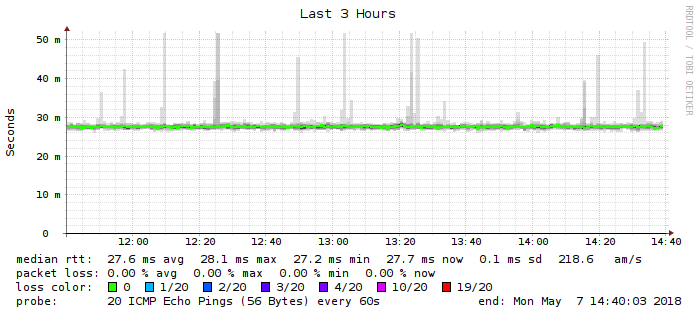 Last 3 Hours
RRDTOOL / TOBI OETIKER
Seconds
50 m
40 m
30 m
20 m
10 m
0
12:00 12:20 12:40 13:00 13:20 13:40 14:00 14:20 14:40
median rtt: 27.6 ms avg 28.1 ms max 27.2 ms min 27.7 ms now 0.1 ms sd 218.6 am/s
packet loss: 0.00 % avg 0.00 % max 0.00 % min 0.00 % now
loss color: 0 1/20 2/20 3/20 4/20 10/20 19/20
probe: 20 ICMP Echo Pings (56 Bytes) every 60s end: Mon May 7 14:40:03 2018